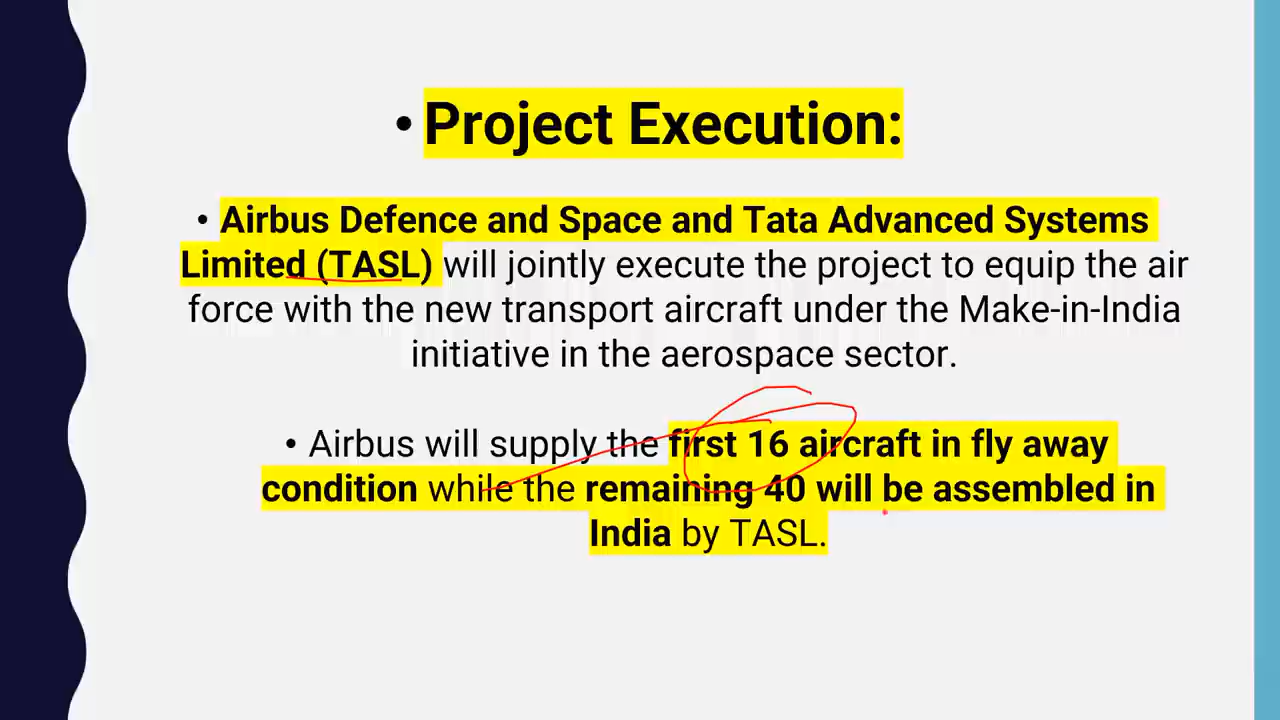 • Project Execution:
• Airbus Defence and Space and Tata Advanced Systems
Limited (TASL) will jointly execute the project to equip the air
force with the new transport aircraft under the Make-in-India
initiative in the aerospace sector.
• Airbus will supply the first 16 aircraft in fly away
condition while the remaining 40 will be assembled in
India by TASL.